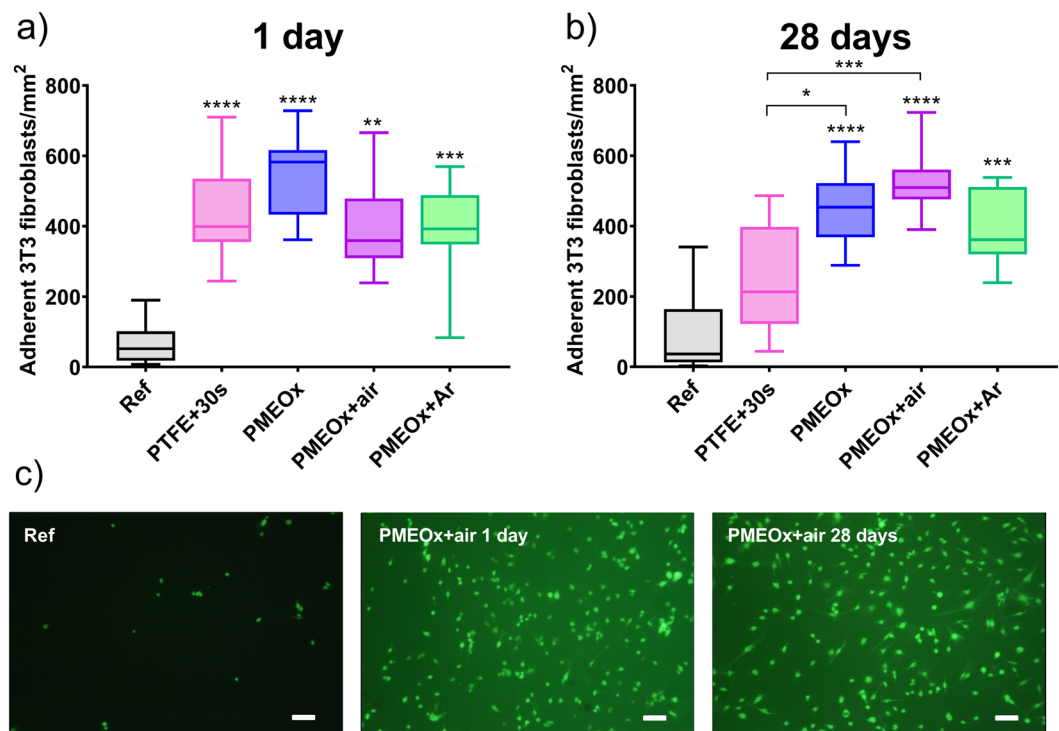 a)
1 day
Adherent 3T3 fibroblasts/mm²
800
600
400
200
0
****
****
**
***
Ref
PTFE+30s
PMEOx
PMEOx+air
PMEOx+Ar
b)
28 days
Adherent 3T3 fibroblasts/mm²
800
600
400
200
0
***
*
****
****
***
Ref
PTFE+30s
PMEOx
PMEOx+air
PMEOx+Ar
c)
Ref
PMEOx+air 1 day
PMEOx+air 28 days